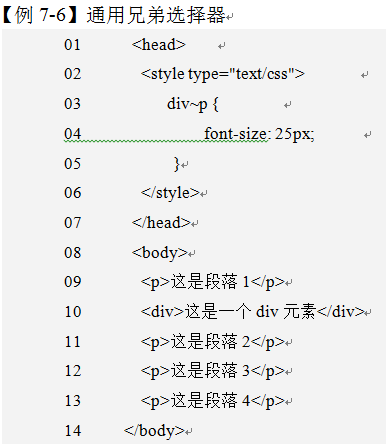 【例 7-6】通用兄弟选择器
01 <head>
02 <style type="text/css">
03 div~p {
04 font-size: 25px;
05 }
06 </style>
07 </head>
08 <body>
09 <p>这是段落 1</p>
10 <div>这是一个 div 元素</div>
11 <p>这是段落 2</p>
12 <p>这是段落 3</p>
13 <p>这是段落 4</p>
14 </body>